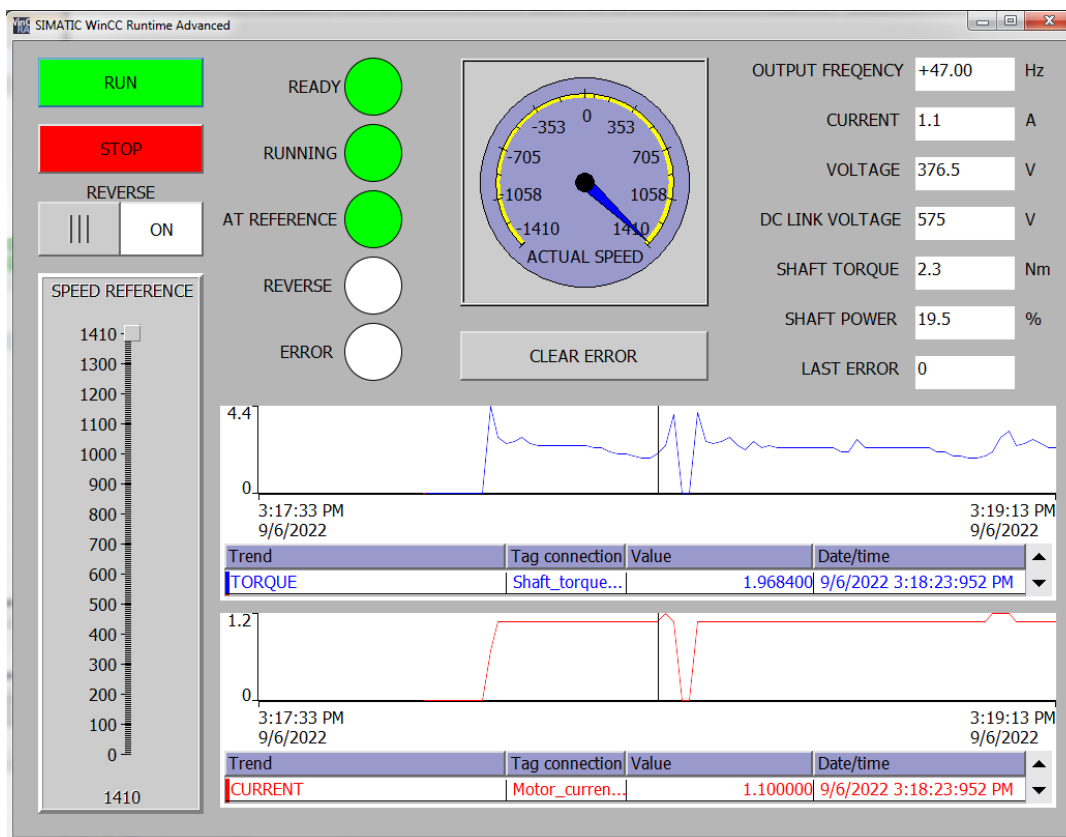 SIMATIC WinCC Runtime Advanced
RUN
STOP
REVERSE
ON
SPEED REFERENCE
1410
1300
1200
1100
1000
900
800
700
600
500
400
300
200
100
0
1410
READY
RUNNING
AT REFERENCE
REVERSE
ERROR
0
-353 353
-705 705
-1058 1058
-1410 1410
ACTUAL SPEED
CLEAR ERROR
OUTPUT FREQENCY +47.00 Hz
CURRENT 1.1 A
VOLTAGE 376.5 V
DC LINK VOLTAGE 575 V
SHAFT TORQUE 2.3 Nm
SHAFT POWER 19.5 %
LAST ERROR 0
4.4
0
3:17:33 PM 3:19:13 PM
9/6/2022 9/6/2022
Trend Tag connection Value Date/time
TORQUE Shaft_torque... 1.968400 9/6/2022 3:18:23:952 PM
1.2
0
3:17:33 PM 3:19:13 PM
9/6/2022 9/6/2022
Trend Tag connection Value Date/time
CURRENT Motor_curren... 1.100000 9/6/2022 3:18:23:952 PM